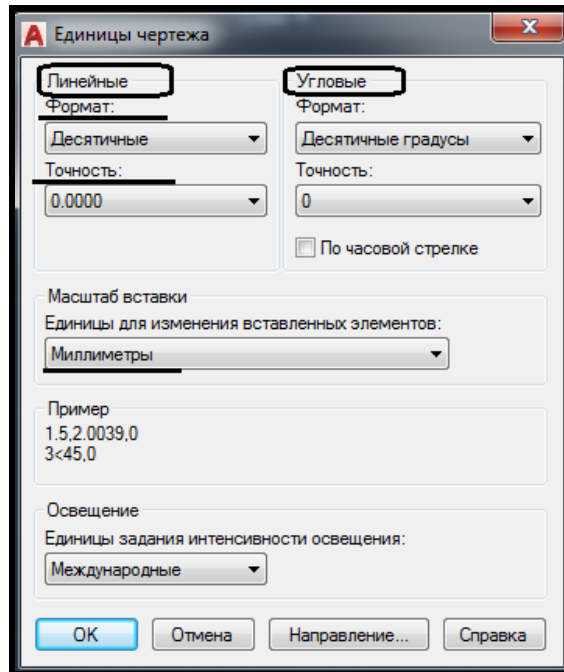 Единицы чертежа
Линейные
Формат:
Десятичные
Точность:
0.0000
Угловые
Формат:
Десятичные градусы
Точность:
0
По часовой стрелке
Масштаб вставки
Единицы для изменения вставленных элементов:
Миллиметры
Пример
1.5,2.0039,0
3<45,0
Освещение
Единицы задания интенсивности освещения:
Международные
OK Отмена Направление... Справка